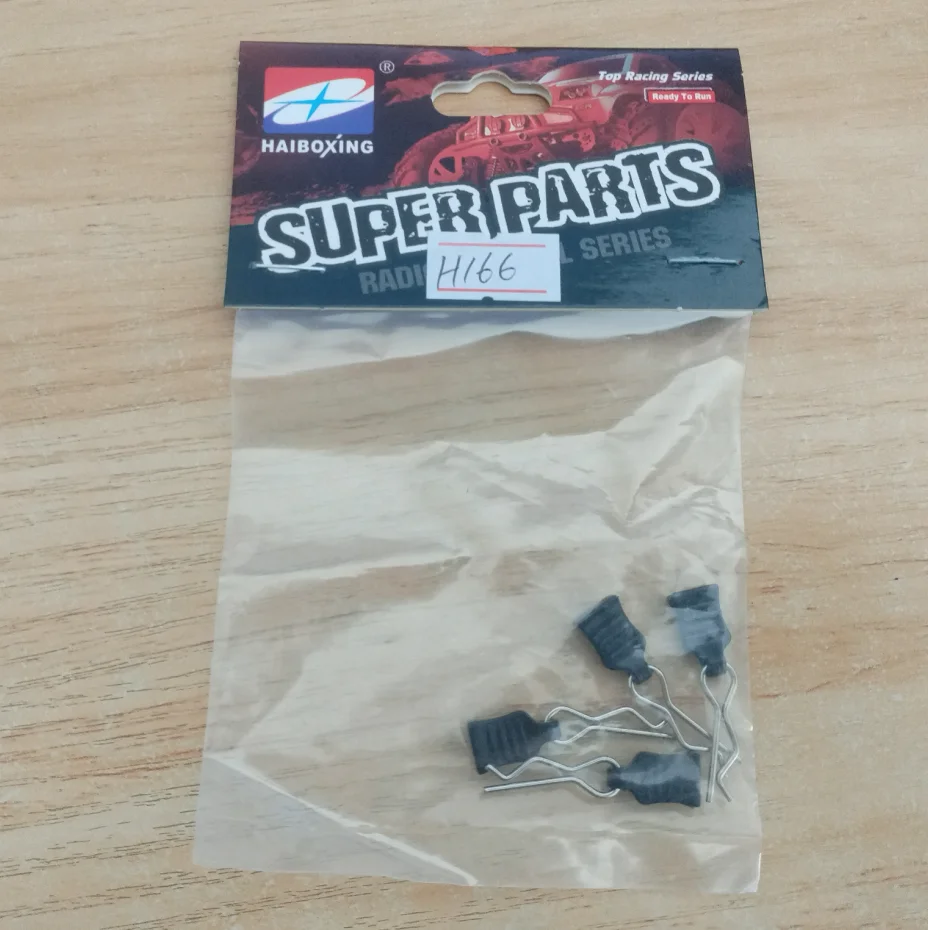 ®
HAIBOXING
Top Racing Series
Ready To Run
SUPER PARTS
SERIES
H166